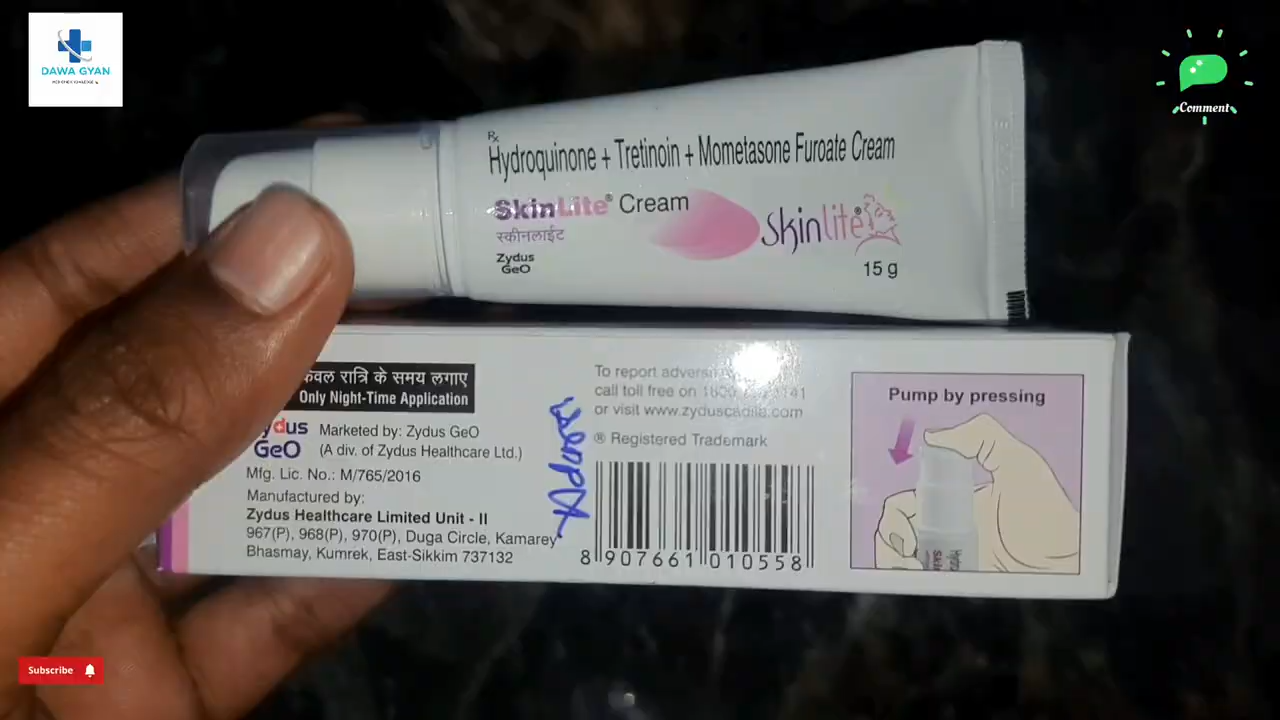 DAWA GYAN
Comment
Rx
Hydroquinone + Tretinoin + Mometasone Furoate Cream
SkinLite® Cream
स्कीनलाईट
Zydus
GeO
Skinlite®
15 g
केवल रात्रि के समय लगाए
Only Night-Time Application
Zydus
GeO
Marketed by: Zydus GeO
(A div. of Zydus Healthcare Ltd.)
Mfg. Lic. No.: M/765/2016
Manufactured by:
Zydus Healthcare Limited Unit - II
967(P), 968(P), 970(P), Duga Circle, Kamarey
Bhasmay, Kumrek, East-Sikkim 737132
To report
call toll free on 1800
or visit www.zyduscadila.com
® Registered Trademark
8 907661 010558
Pump by pressing
Subscribe